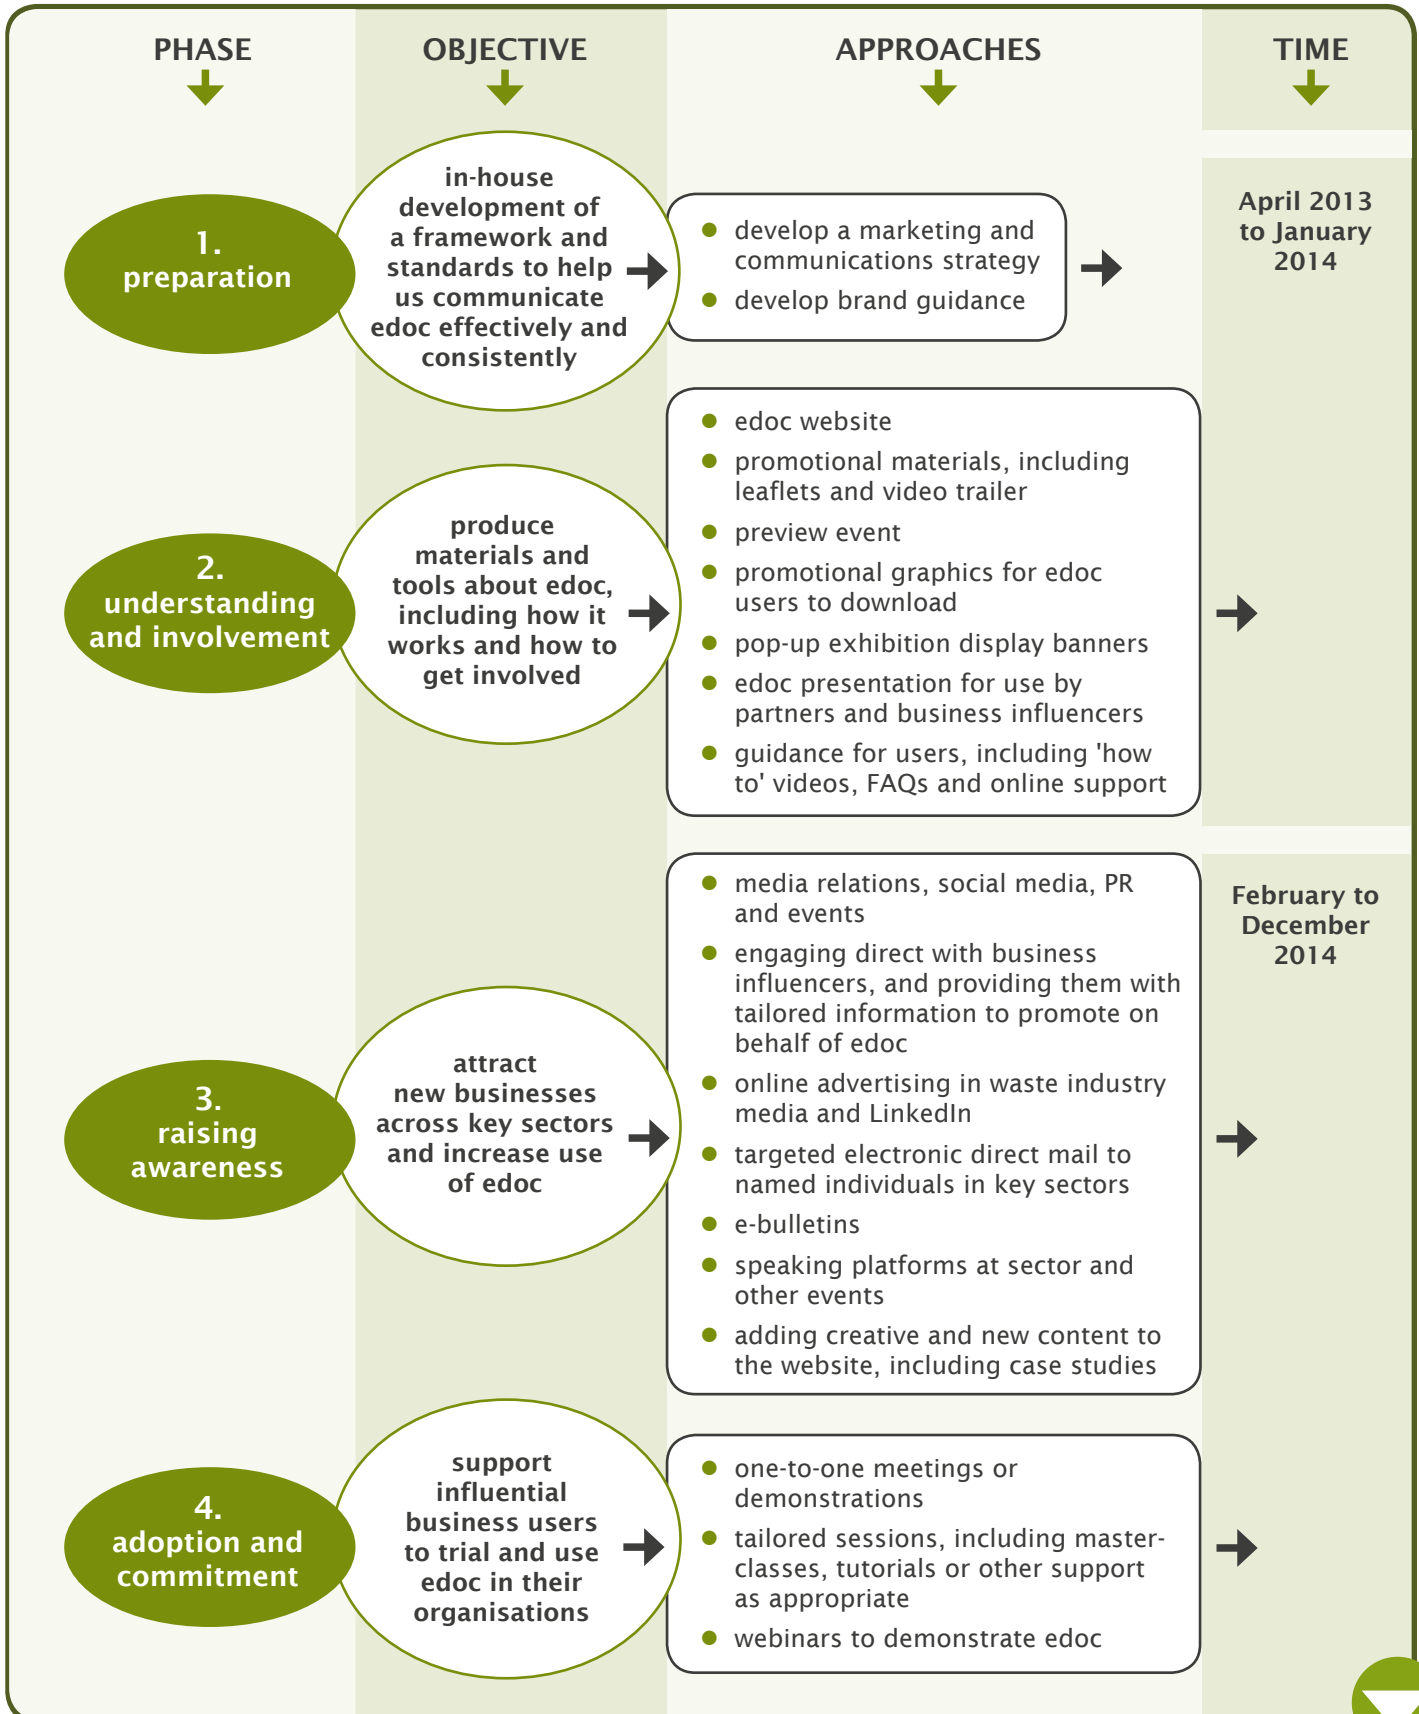 PHASE
OBJECTIVE
APPROACHES
TIME
1.
preparation
in-house
development of
a framework and
standards to help
us communicate
edoc effectively and
consistently
● develop a marketing and
communications strategy
● develop brand guidance
April 2013
to January
2014
2.
understanding
and involvement
produce
materials and
tools about edoc,
including how it
works and how to
get involved
● edoc website
● promotional materials, including
leaflets and video trailer
● preview event
● promotional graphics for edoc
users to download
● pop-up exhibition display banners
● edoc presentation for use by
partners and business influencers
● guidance for users, including 'how
to' videos, FAQs and online support
3.
raising
awareness
attract
new businesses
across key sectors
and increase use
of edoc
● media relations, social media, PR
and events
● engaging direct with business
influencers, and providing them with
tailored information to promote on
behalf of edoc
● online advertising in waste industry
media and LinkedIn
● targeted electronic direct mail to
named individuals in key sectors
● e-bulletins
● speaking platforms at sector and
other events
● adding creative and new content to
the website, including case studies
February to
December
2014
4.
adoption and
commitment
support
influential
business users
to trial and use
edoc in their
organisations
● one-to-one meetings or
demonstrations
● tailored sessions, including master-
classes, tutorials or other support
as appropriate
● webinars to demonstrate edoc